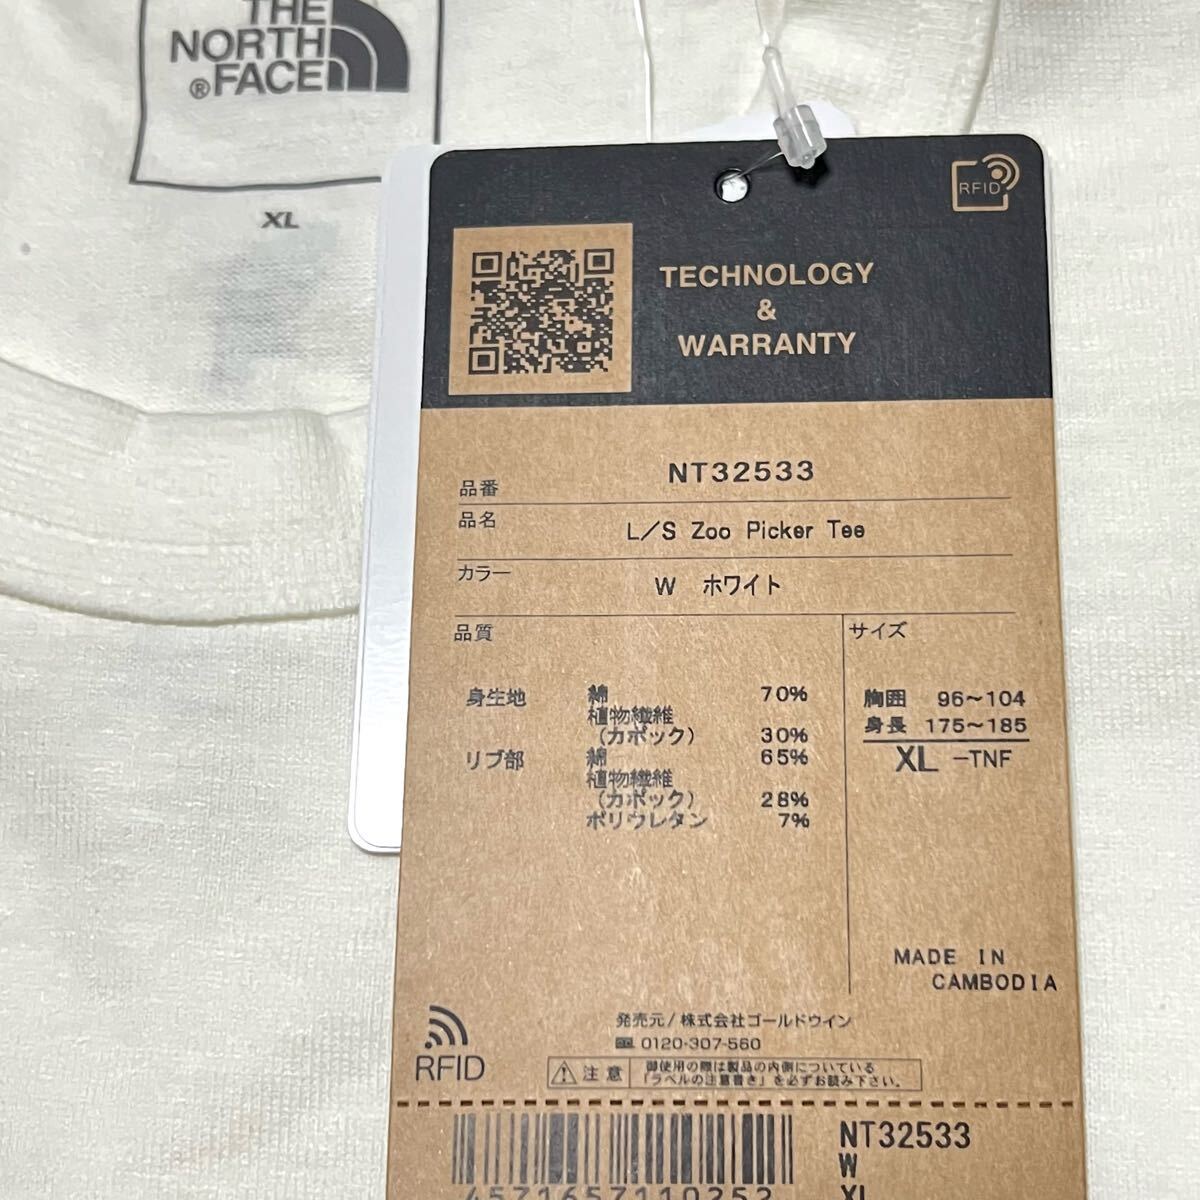 THE
NORTH
®FACE
XL
RFID
TECHNOLOGY
&
WARRANTY
品番 NT32533
品名 L/S Zoo Picker Tee
カラー W ホワイト
品質
身生地 綿 70%
植物繊維
(カポック) 30%
リブ部 綿 65%
植物繊維
(カポック) 28%
ポリウレタン 7%
サイズ
胸囲 96~104
身長 175~185
XL -TNF
MADE IN
CAMBODIA
発売元/株式会社ゴールドウイン
0120-307-560
RFID
注意 御使用の際は製品の内側についている
「ラベルの注意書き」を必ずお読み下さい。
NT32533
W
XL
4571657110252